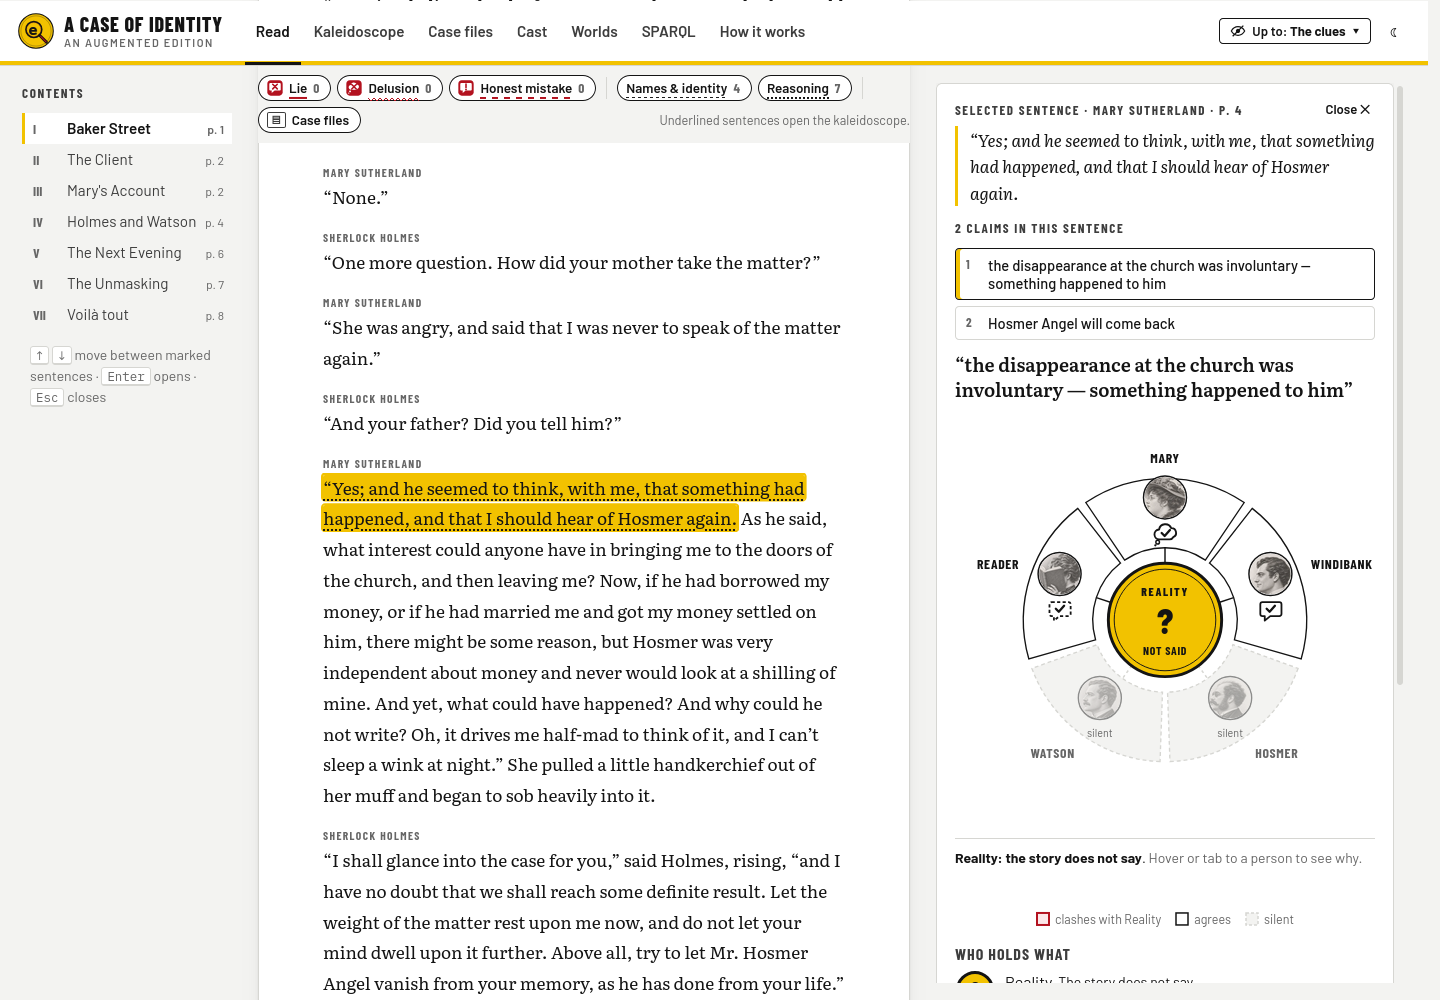 A CASE OF IDENTITY
AN AUGMENTED EDITION
Read
Kaleidoscope
Case files
Cast
Worlds
SPARQL
How it works
Up to: The clues ▾
CONTENTS
I Baker Street p. 1
II The Client p. 2
III Mary's Account p. 2
IV Holmes and Watson p. 4
V The Next Evening p. 6
VI The Unmasking p. 7
VII Voilà tout p. 8
↑ ↓ move between marked
sentences · Enter opens ·
Esc closes
Lie 0
Delusion 0
Honest mistake 0
Names & identity 4
Reasoning 7
Case files
Underlined sentences open the kaleidoscope.
MARY SUTHERLAND
“None.”
SHERLOCK HOLMES
“One more question. How did your mother take the matter?”
MARY SUTHERLAND
“She was angry, and said that I was never to speak of the matter
again.”
SHERLOCK HOLMES
“And your father? Did you tell him?”
MARY SUTHERLAND
“Yes; and he seemed to think, with me, that something had
happened, and that I should hear of Hosmer again. As he said,
what interest could anyone have in bringing me to the doors of
the church, and then leaving me? Now, if he had borrowed my
money, or if he had married me and got my money settled on
him, there might be some reason, but Hosmer was very
independent about money and never would look at a shilling of
mine. And yet, what could have happened? And why could he
not write? Oh, it drives me half-mad to think of it, and I can’t
sleep a wink at night.” She pulled a little handkerchief out of
her muff and began to sob heavily into it.
SHERLOCK HOLMES
“I shall glance into the case for you,” said Holmes, rising, “and I
have no doubt that we shall reach some definite result. Let the
weight of the matter rest upon me now, and do not let your
mind dwell upon it further. Above all, try to let Mr. Hosmer
Angel vanish from your memory, as he has done from your life.”
SELECTED SENTENCE · MARY SUTHERLAND · P. 4
Close ✕
“Yes; and he seemed to think, with me, that something
had happened, and that I should hear of Hosmer
again.
2 CLAIMS IN THIS SENTENCE
1 the disappearance at the church was involuntary —
something happened to him
2 Hosmer Angel will come back
“the disappearance at the church was
involuntary — something happened to him”
MARY
READER
WINDIBANK
REALITY
?
NOT SAID
silent
silent
WATSON
HOSMER
Reality: the story does not say. Hover or tab to a person to see why.
clashes with Reality
agrees
silent
WHO HOLDS WHAT
Reality The story does not say